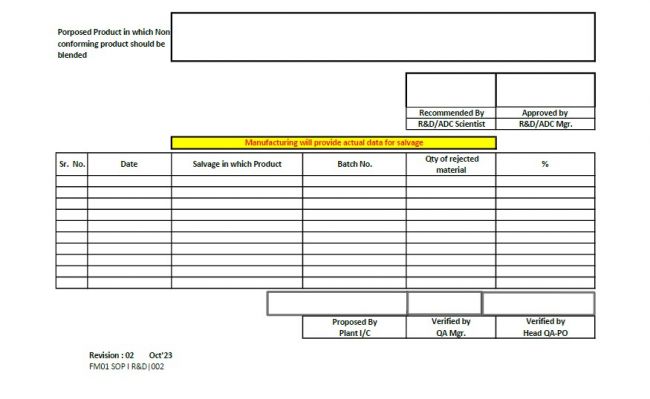 Porposed Product in which Non
conforming product should be
blended
Recommended By Approved by
R&D/ADC Scientist R&D/ADC Mgr.
Manufacturing will provide actual data for salvage
Sr. No. Date Salvage in which Product Batch No. Qty of rejected material %
Proposed By Verified by Verified by
Plant I/C QA Mgr. Head QA-PO
Revision : 02 Oct'23
FM01 SOP I R&D|002